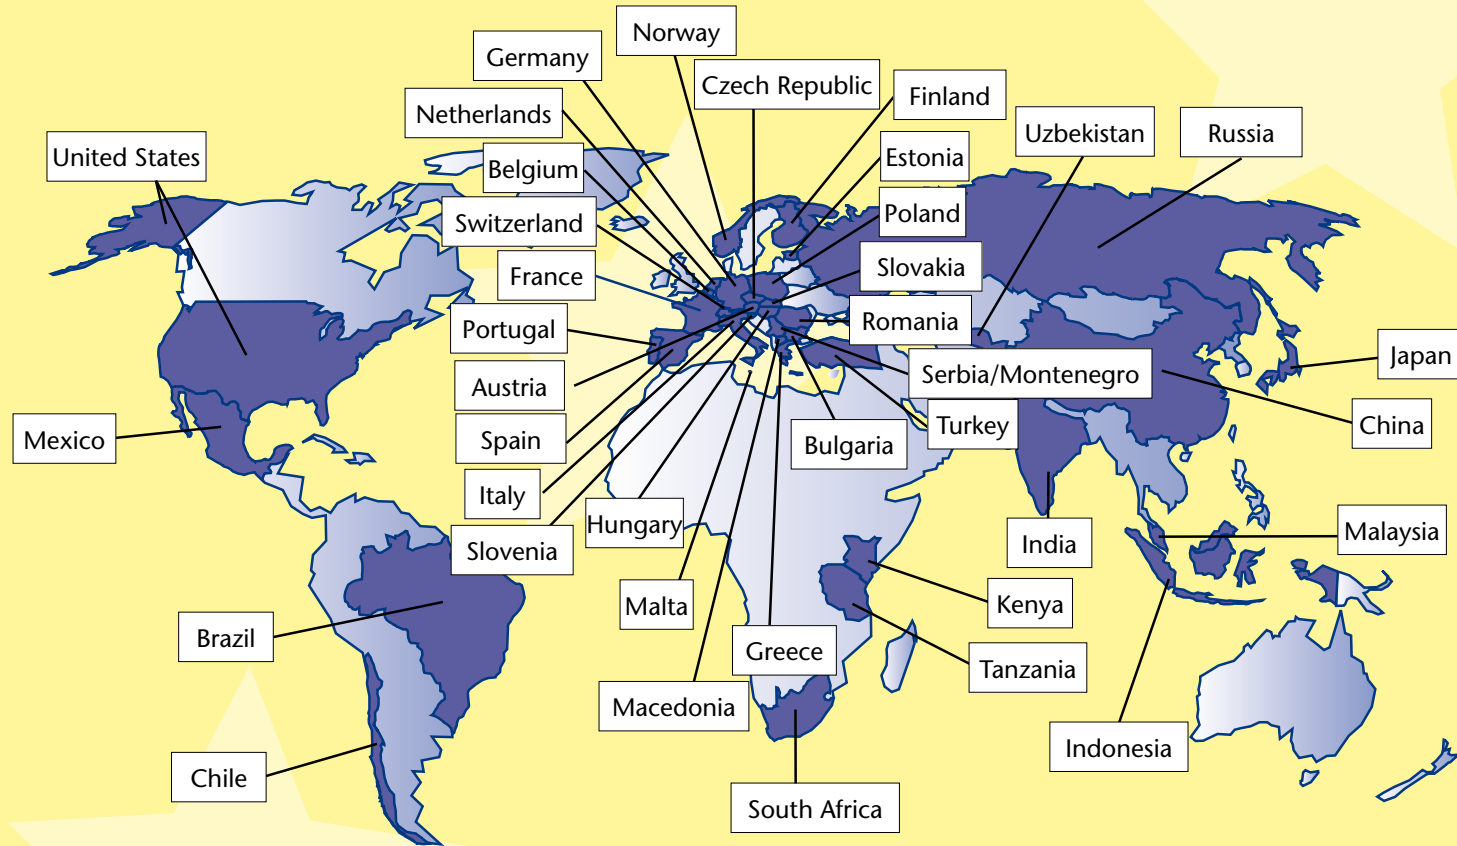 Norway
Germany
Czech Republic
Finland
Netherlands
Uzbekistan
Russia
United States
Belgium
Estonia
Switzerland
Poland
France
Slovakia
Portugal
Romania
Japan
Austria
Serbia/Montenegro
Mexico
Spain
Bulgaria
Turkey
China
Italy
Hungary
Slovenia
India
Malaysia
Malta
Kenya
Brazil
Greece
Tanzania
Macedonia
Indonesia
Chile
South Africa